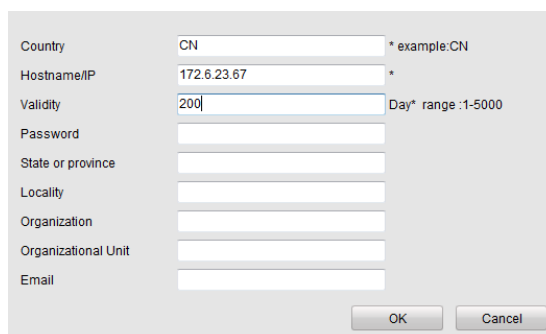 Country CN * example:CN
Hostname/IP 172.6.23.67 *
Validity 200 Day* range :1-5000
Password
State or province
Locality
Organization
Organizational Unit
Email
OK Cancel